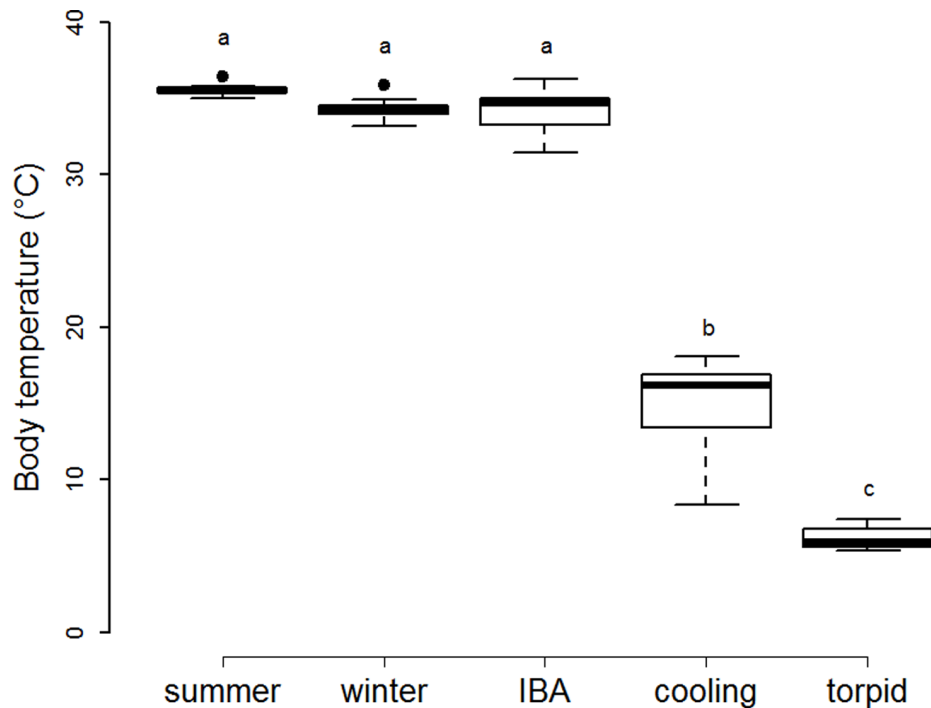 Body temperature (°C)
40
30
20
10
0
a
a
a
b
c
summer
winter
IBA
cooling
torpid